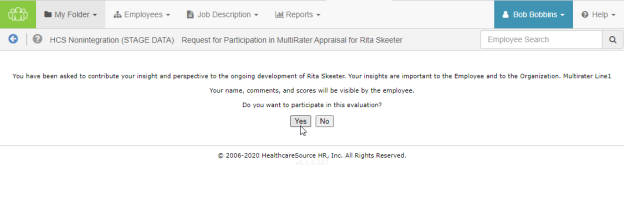 My Folder Employees Job Description Reports Bob Bobbins Help
HCS Nonintegration (STAGE DATA) Request for Participation in MultiRater Appraisal for Rita Skeeter Employee Search
You have been asked to contribute your insight and perspective to the ongoing development of Rita Skeeter. Your insights are important to the Employee and to the Organization. Multirater Line1
Your name, comments, and scores will be visible by the employee.
Do you want to participate in this evaluation?
Yes No
© 2006-2020 HealthcareSource HR, Inc. All Rights Reserved.